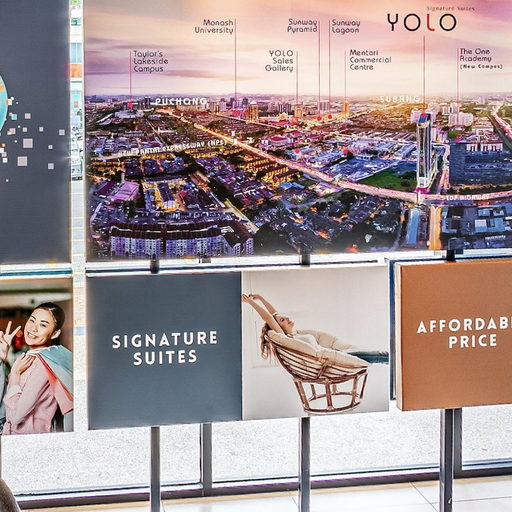 Signature Suites
YOLO
Monash
University
Sunway
Pyramid
Sunway
Lagoon
Taylor's
Lakeside
Campus
YOLO
Sales
Gallery
Mentari
Commercial
Centre
The One
Academy
(New Campus)
PUCHONG
SUBANG
SIGNATURE
SUITES
AFFORDAB
PRICE